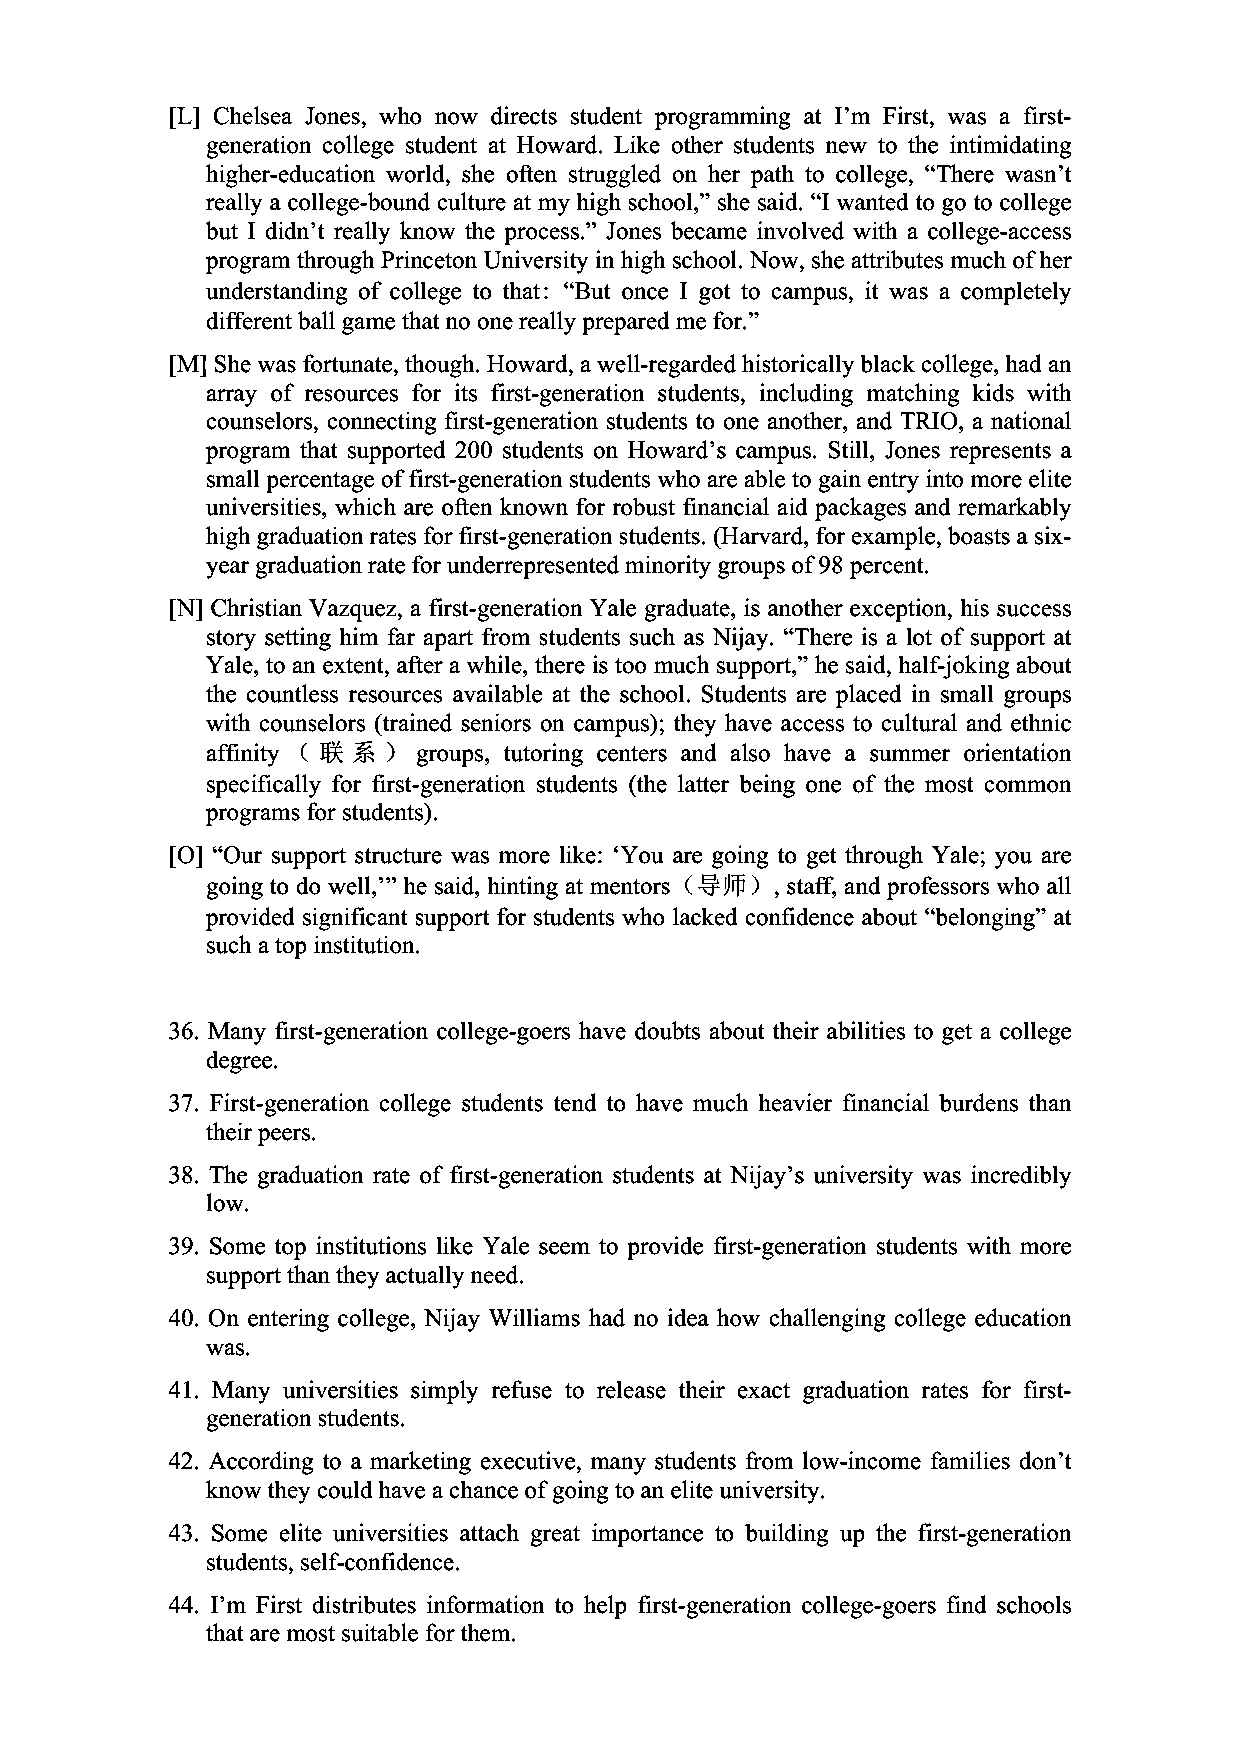 [L] Chelsea Jones, who now directs student programming at I’m First, was a first-
generation college student at Howard. Like other students new to the intimidating
higher-education world, she often struggled on her path to college, “There wasn’t
really a college-bound culture at my high school,” she said. “I wanted to go to college
but I didn’t really know the process.” Jones became involved with a college-access
program through Princeton University in high school. Now, she attributes much of her
understanding of college to that: “But once I got to campus, it was a completely
different ball game that no one really prepared me for.”
[M] She was fortunate, though. Howard, a well-regarded historically black college, had an
array of resources for its first-generation students, including matching kids with
counselors, connecting first-generation students to one another, and TRIO, a national
program that supported 200 students on Howard’s campus. Still, Jones represents a
small percentage of first-generation students who are able to gain entry into more elite
universities, which are often known for robust financial aid packages and remarkably
high graduation rates for first-generation students. (Harvard, for example, boasts a six-
year graduation rate for underrepresented minority groups of 98 percent.
[N] Christian Vazquez, a first-generation Yale graduate, is another exception, his success
story setting him far apart from students such as Nijay. “There is a lot of support at
Yale, to an extent, after a while, there is too much support,” he said, half-joking about
the countless resources available at the school. Students are placed in small groups
with counselors (trained seniors on campus); they have access to cultural and ethnic
affinity （联系） groups, tutoring centers and also have a summer orientation
specifically for first-generation students (the latter being one of the most common
programs for students).
[O] “Our support structure was more like: ‘You are going to get through Yale; you are
going to do well,’” he said, hinting at mentors（导师）, staff, and professors who all
provided significant support for students who lacked confidence about “belonging” at
such a top institution.
36. Many first-generation college-goers have doubts about their abilities to get a college
degree.
37. First-generation college students tend to have much heavier financial burdens than
their peers.
38. The graduation rate of first-generation students at Nijay’s university was incredibly
low.
39. Some top institutions like Yale seem to provide first-generation students with more
support than they actually need.
40. On entering college, Nijay Williams had no idea how challenging college education
was.
41. Many universities simply refuse to release their exact graduation rates for first-
generation students.
42. According to a marketing executive, many students from low-income families don’t
know they could have a chance of going to an elite university.
43. Some elite universities attach great importance to building up the first-generation
students, self-confidence.
44. I’m First distributes information to help first-generation college-goers find schools
that are most suitable for them.